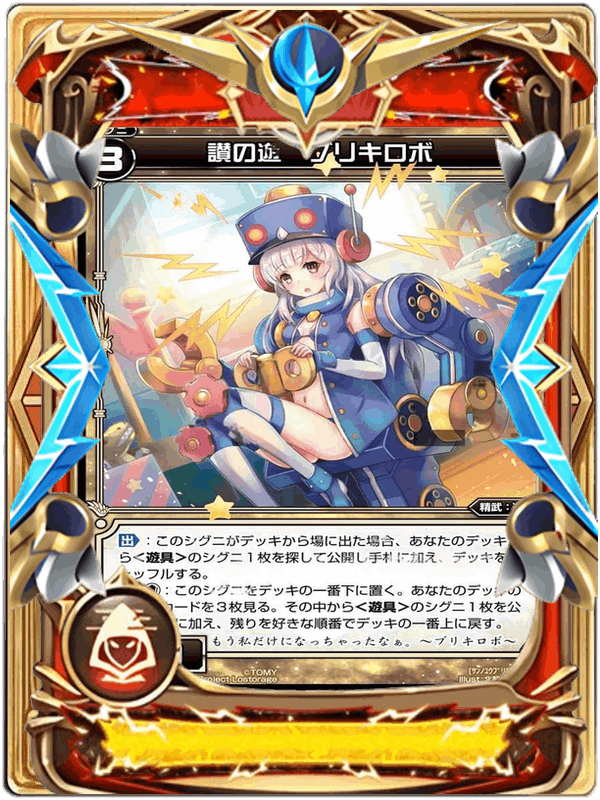 3
讃の遊 ブリキロボ
精武:
出:このシグニがデッキから場に出た場合、あなたのデッキ
ら<遊具>のシグニ1枚を探して公開し手札に加え、デッキを
ャッフルする。
:このシグニをデッキの一番下に置く。あなたのデッ
カードを3枚見る。その中から<遊具>のシグニ1枚を公
に加え、残りを好きな順番でデッキの一番上に戻す。
もう私だけになっちゃったなぁ。~ブリキロボ~
©TOMY
Project Lostorage
Illust: